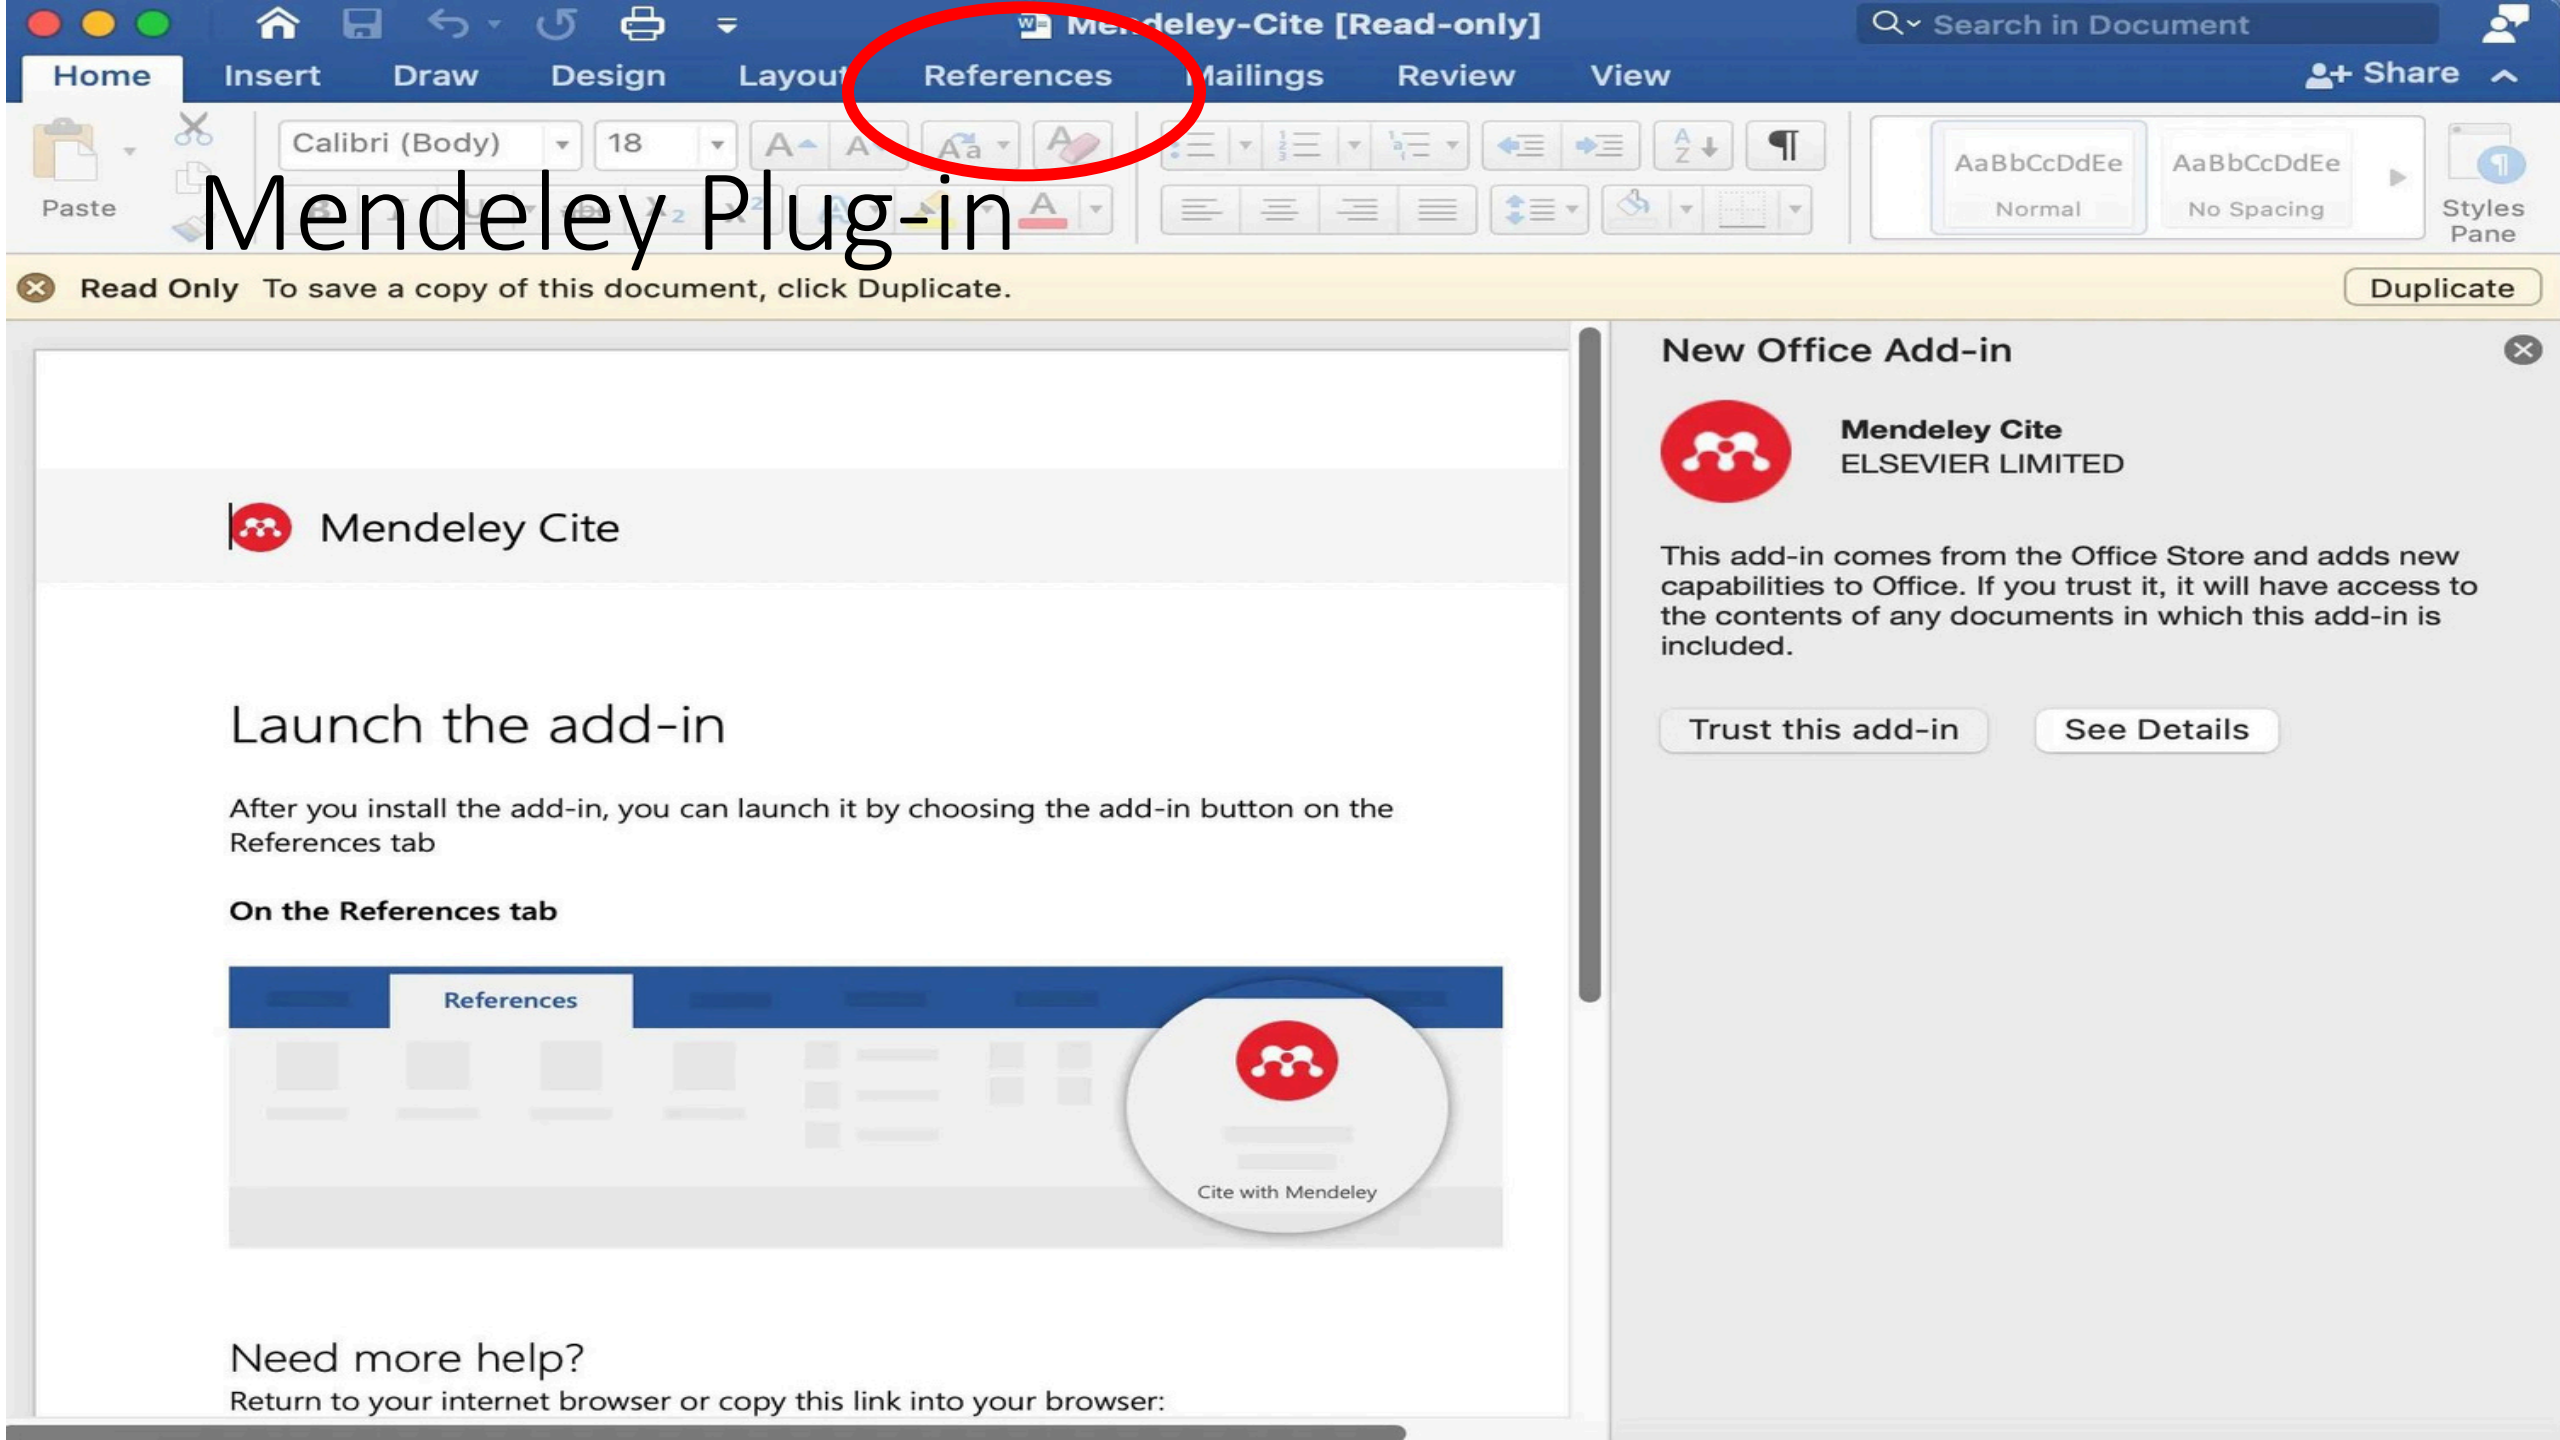 Mendeley-Cite [Read-only]
Search in Document
Home Insert Draw Design Layout References Mailings Review View Share
Calibri (Body) 18
Paste
AaBbCcDdEe AaBbCcDdEe
Normal No Spacing
Styles
Pane
Mendeley Plug-in
Read Only To save a copy of this document, click Duplicate.
Duplicate
Mendeley Cite
Launch the add-in
After you install the add-in, you can launch it by choosing the add-in button on the
References tab
On the References tab
References
Cite with Mendeley
Need more help?
Return to your internet browser or copy this link into your browser:
New Office Add-in
Mendeley Cite
ELSEVIER LIMITED
This add-in comes from the Office Store and adds new
capabilities to Office. If you trust it, it will have access to
the contents of any documents in which this add-in is
included.
Trust this add-in See Details